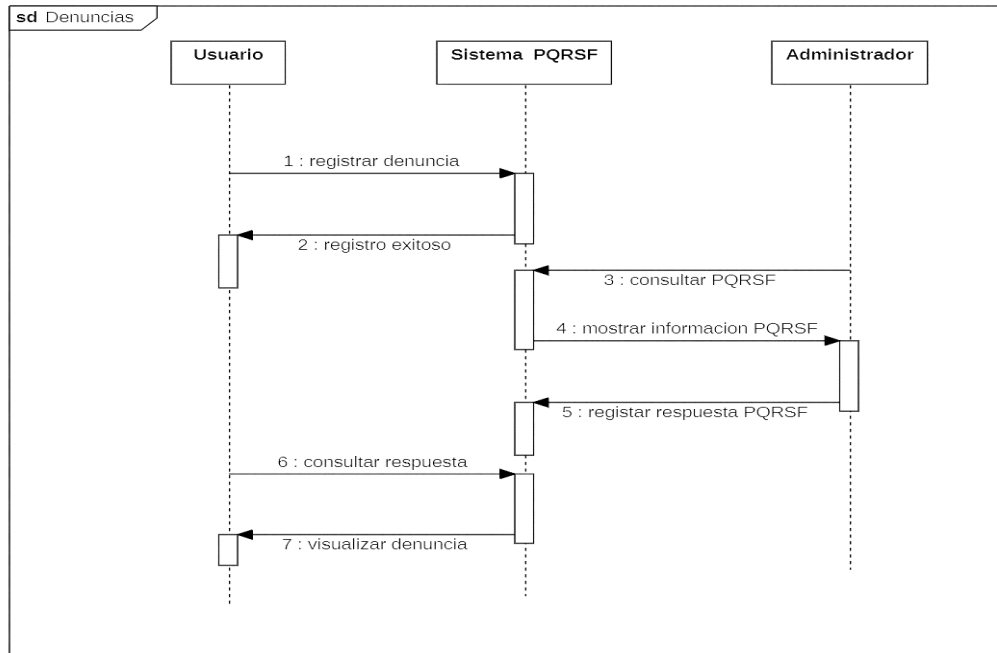 sd Denuncias
Usuario
Sistema PQRSF
Administrador
1 : registrar denuncia
2 : registro exitoso
3 : consultar PQRSF
4 : mostrar informacion PQRSF
5 : registar respuesta PQRSF
6 : consultar respuesta
7 : visualizar denuncia